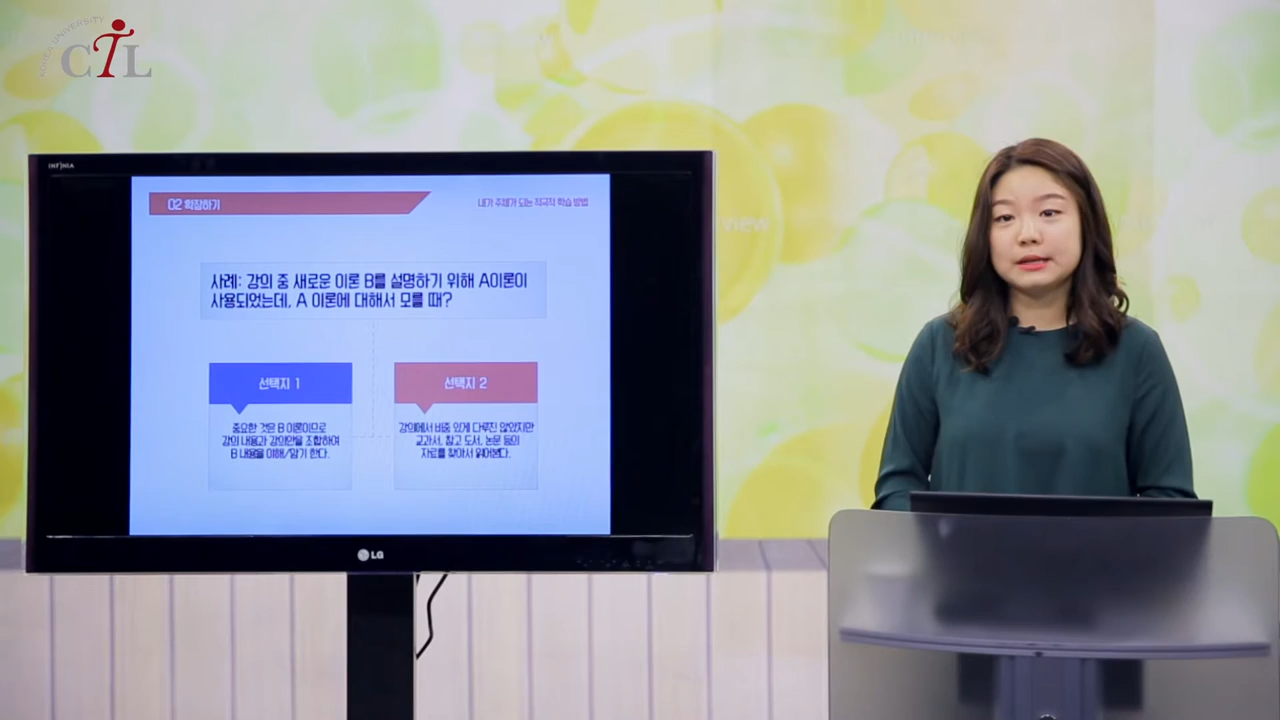 KOREA UNIVERSITY
CTL
INFINIA
02 확장하기
내가 주체가 되는 적극적 학습 방법
사례: 강의 중 새로운 이론 B를 설명하기 위해 A이론이
사용되었는데, A 이론에 대해서 모를 때?
선택지 1
중요한 것은 B 이론이므로
강의 내용과 강의안을 조합하여
B 내용을 이해/암기 한다.
선택지 2
강의에서 비중 있게 다루진 않았지만
교과서, 참고 도서, 논문 등의
자료를 찾아서 읽어본다.
new
LG